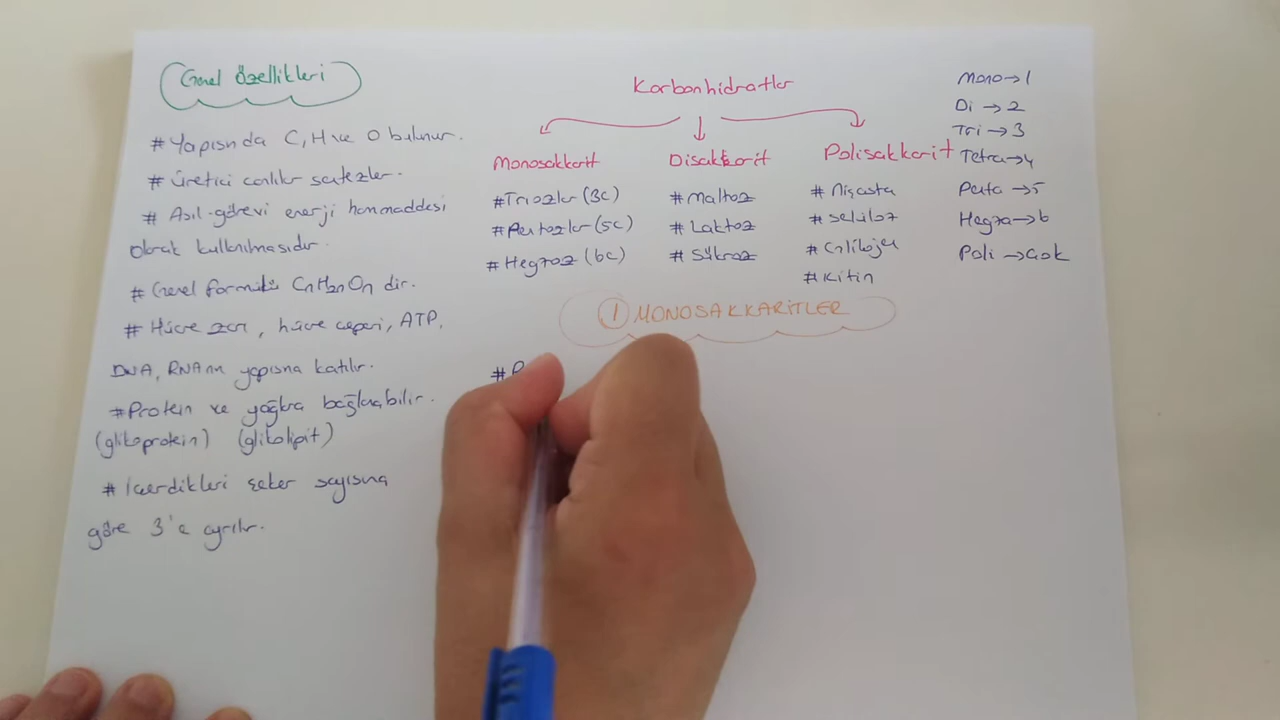 Genel Özellikleri
# Yapısında C, H ve O bulunur.
# Üretici canlılar sentezler.
# Asıl görevi enerji hammaddesi
olarak kullanılmasıdır.
# Genel formülü CnH2nOn dir.
# Hücre zarı, hücre çeperi, ATP,
DNA, RNA'nın yapısına katılır.
# Protein ve yağlara bağlanabilir.
(glikoprotein) (glikolipit)
# İçerdikleri şeker sayısına
göre 3'e ayrılır.
Karbonhidratlar
Monosakkarit
# Triozlar (3c)
# Pentozlar (5c)
# Hegzoz (6c)
Disakkarit
# Maltoz
# Laktoz
# Sükroz
Polisakkarit
# Nişasta
# Selüloz
# Glikojen
# Kitin
Mono→1
Di→2
Tri→3
Tetra→4
Penta→5
Hegza→6
Poli→Çok
1 MONOSAKKARİTLER
#